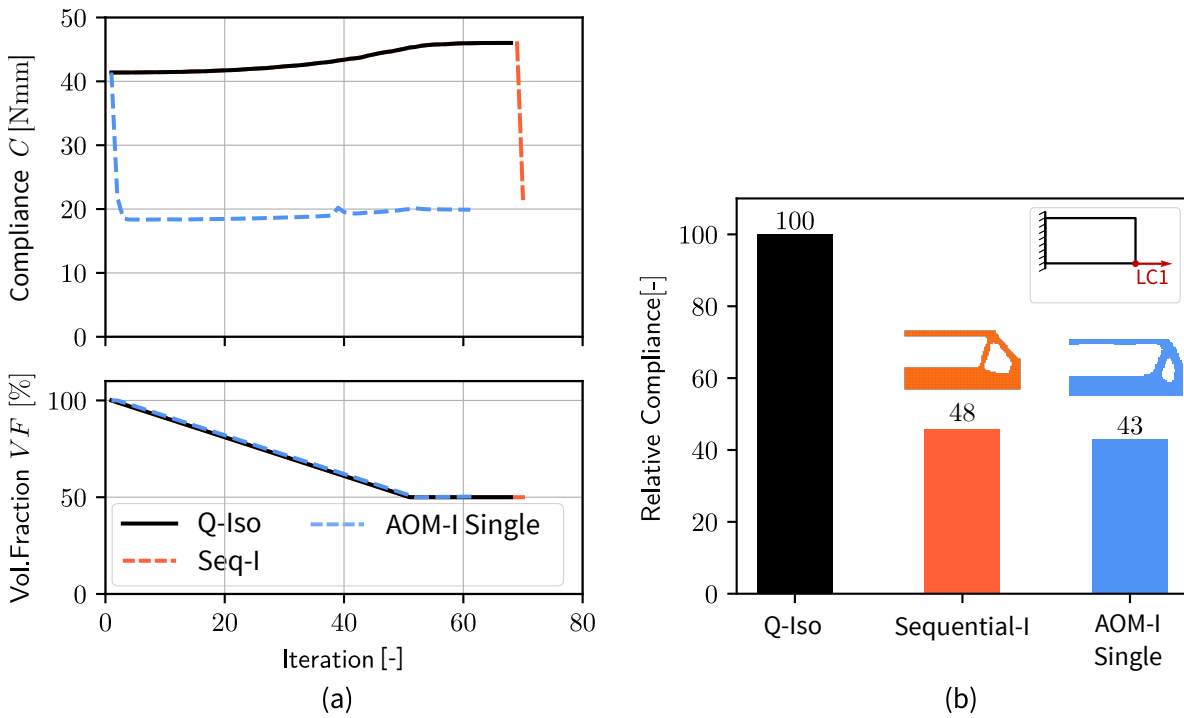 50
40
30
20
10
0
Compliance C [Nmm]
100
50
0
Vol.Fraction VF [%]
Q-Iso
Seq-I
AOM-I Single
0 20 40 60 80
Iteration [-]
(a)
100
80
60
40
20
0
Relative Compliance[-]
100
48
43
LC1
Q-Iso
Sequential-I
AOM-I
Single
(b)